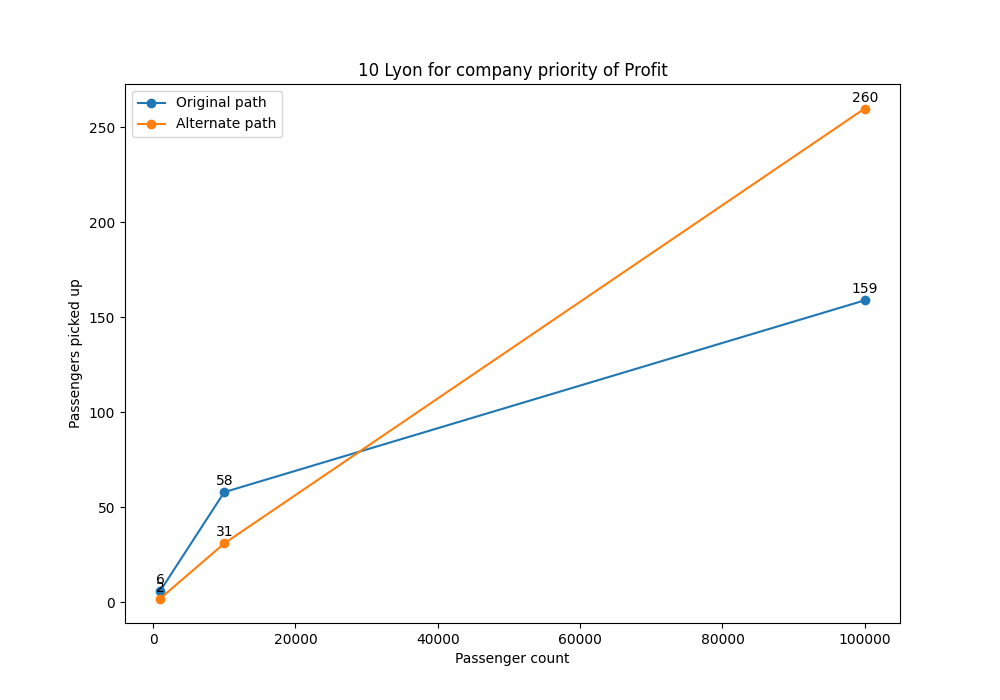 10 Lyon for company priority of Profit
Original path
Alternate path
260
250
200
159
150
Passengers picked up
100
58
50
31
6
2
0
0 20000 40000 60000 80000 100000
Passenger count